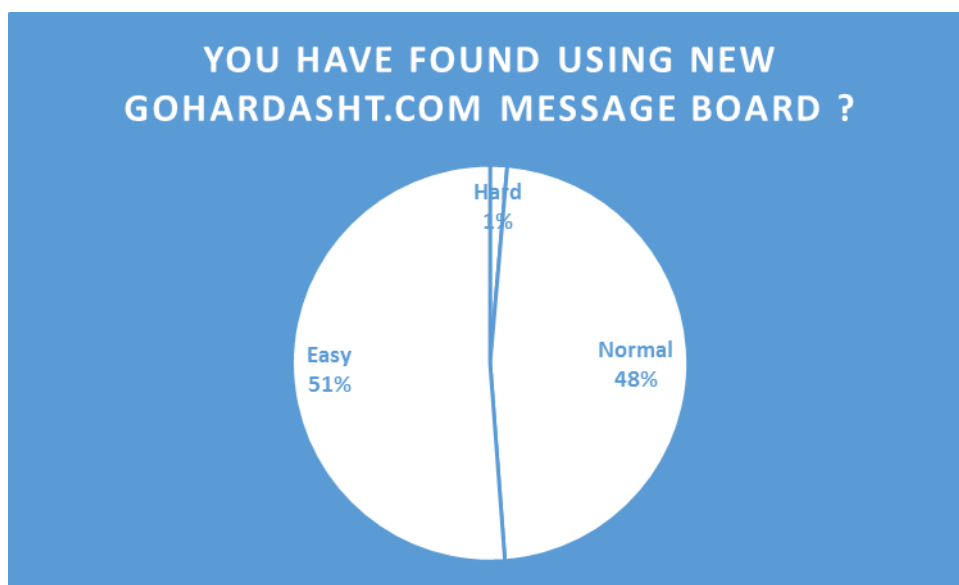 YOU HAVE FOUND USING NEW
GOHARDASHT.COM MESSAGE BOARD ?
Hard
1%
Easy
51%
Normal
48%